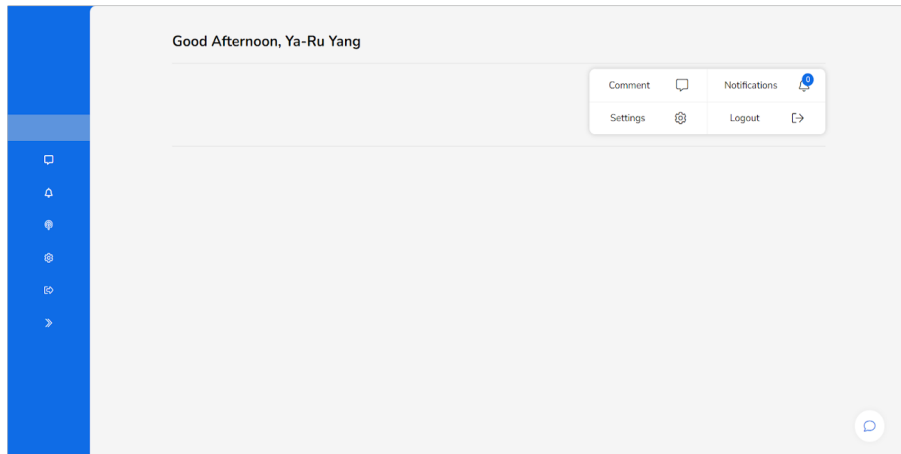 Good Afternoon, Ya-Ru Yang
Comment
Notifications
0
Settings
Logout